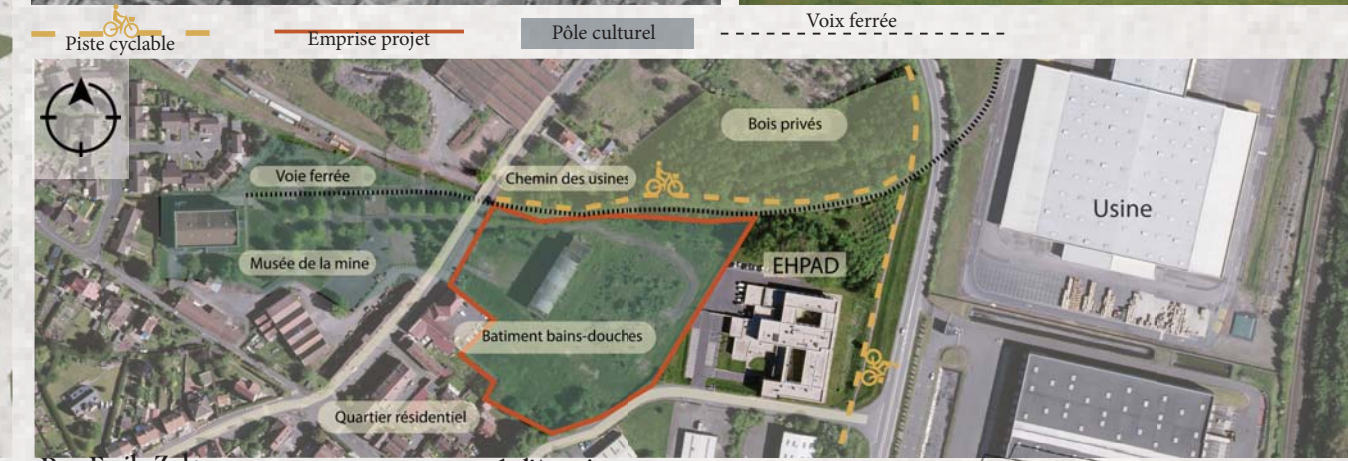 Piste cyclable
Emprise projet
Pôle culturel
Voix ferrée
Bois privés
Voie ferrée
Chemin des usines
Usine
Musée de la mine
EHPAD
Batiment bains-douches
Quartier résidentiel